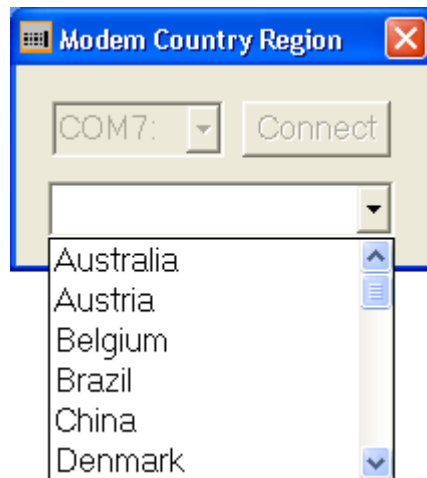 Modem Country Region
COM7: Connect
Australia
Austria
Belgium
Brazil
China
Denmark